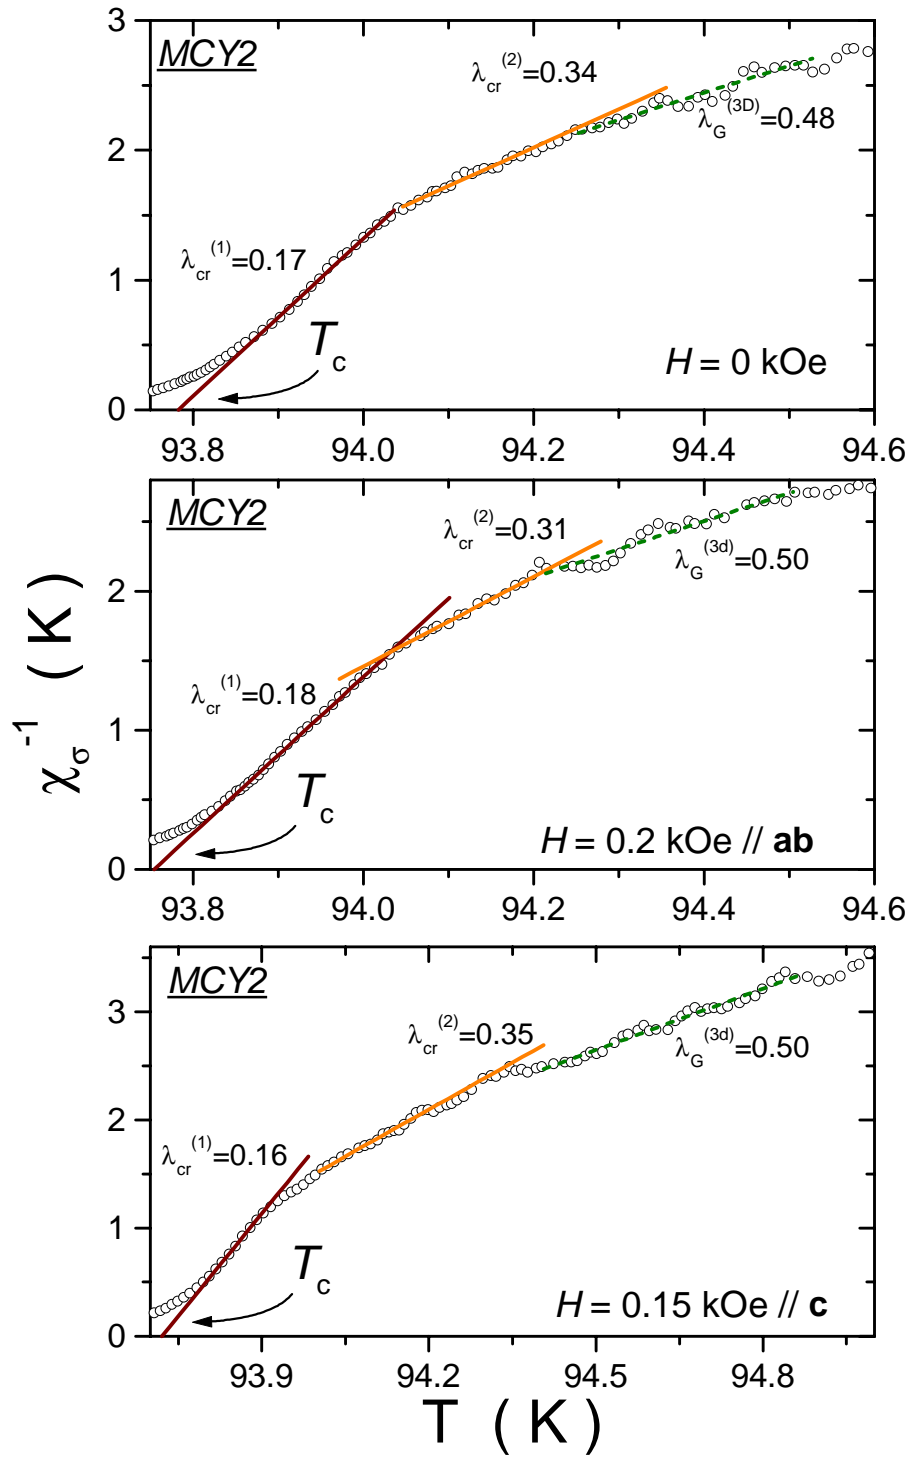 3
MCY2
λcr(2)=0.34
λG(3D)=0.48
2
λcr(1)=0.17
1
Tc
H = 0 kOe
0
93.8 94.0 94.2 94.4 94.6
MCY2
λcr(2)=0.31
λG(3d)=0.50
2
λcr(1)=0.18
1
Tc
H = 0.2 kOe // ab
0
93.8 94.0 94.2 94.4 94.6
χσ-1 (K)
MCY2
3
λcr(2)=0.35
λG(3d)=0.50
2
λcr(1)=0.16
1
Tc
H = 0.15 kOe // c
0
93.9 94.2 94.5 94.8
T (K)